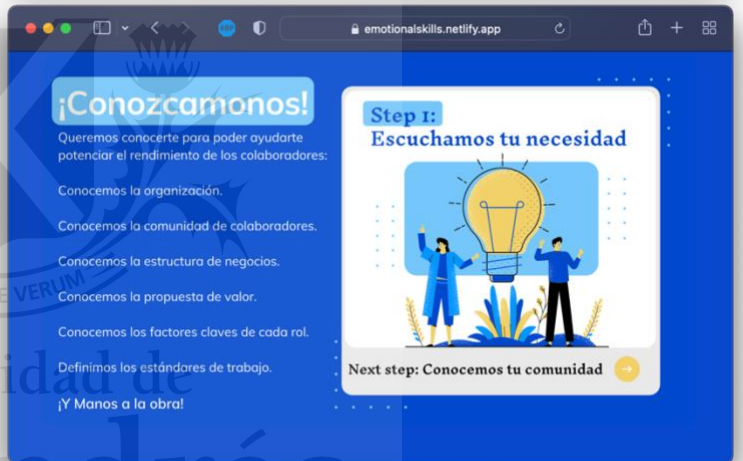 emotionalskills.netlify.app
¡Conozcamonos!
Queremos conocerte para poder ayudarte
potenciar el rendimiento de los colaboradores:
Conocemos la organización.
Conocemos la comunidad de colaboradores.
Conocemos la estructura de negocios.
Conocemos la propuesta de valor.
Conocemos los factores claves de cada rol.
Definimos los estándares de trabajo.
¡Y Manos a la obra!
Step 1:
Escuchamos tu necesidad
Next step: Conocemos tu comunidad
E VERUM
idad de